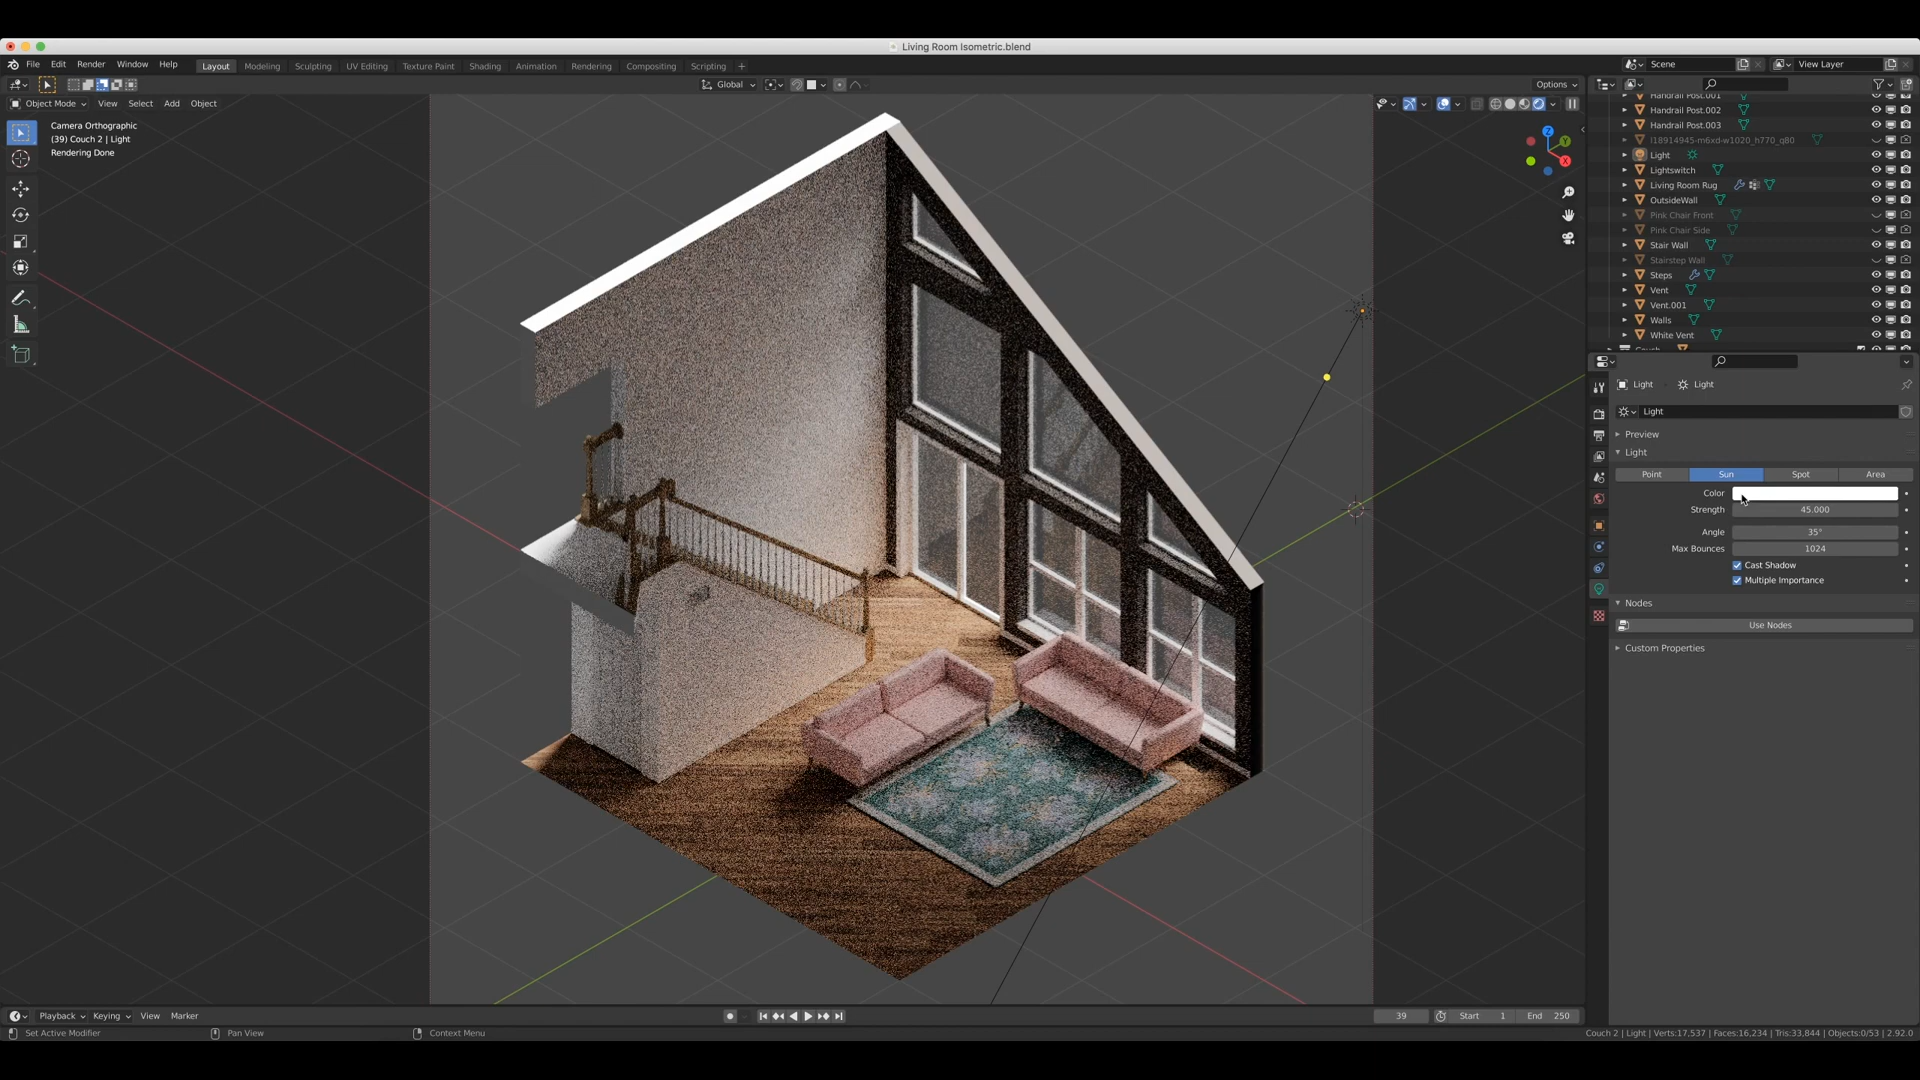 Living Room Isometric.blend
File Edit Render Window Help Layout Modeling Sculpting UV Editing Texture Paint Shading Animation Rendering Compositing Scripting + Scene View Layer
Global Options
Object Mode View Select Add Object
Camera Orthographic
(39) Couch 2 | Light
Rendering Done
Z
Y
X
Handrail Post.001
Handrail Post.002
Handrail Post.003
l18914945-m6xd-w1020_h770_q80
Light
Lightswitch
Living Room Rug
OutsideWall
Pink Chair Front
Pink Chair Side
Stair Wall
Stairstep Wall
Steps
Vent
Vent.001
Walls
White Vent
Light Light
Light
Preview
Light
Point Sun Spot Area
Color
Strength 45.000
Angle 35°
Max Bounces 1024
Cast Shadow
Multiple Importance
Nodes
Use Nodes
Custom Properties
Playback Keying View Marker 39 Start 1 End 250
Set Active Modifier Pan View Context Menu Couch 2 | Light | Verts:17,537 | Faces:16,234 | Tris:33,844 | Objects:0/53 | 2.92.0